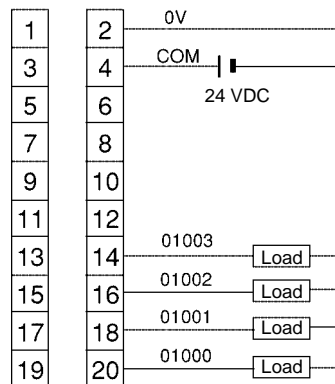 1 2 0V
3 4 COM
24 VDC
5 6
7 8
9 10
11 12
13 14 01003 Load
15 16 01002 Load
17 18 01001 Load
19 20 01000 Load